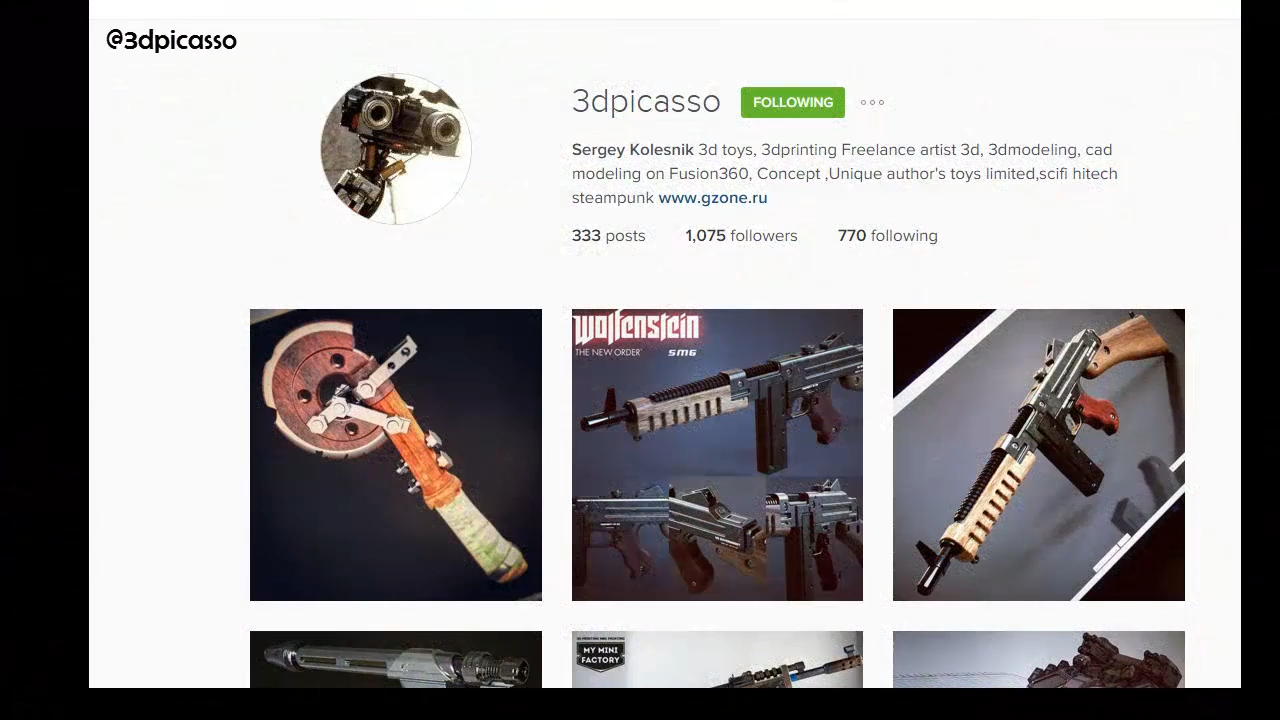 @3dpicasso
3dpicasso FOLLOWING
Sergey Kolesnik 3d toys, 3dprinting Freelance artist 3d, 3dmodeling, cad
modeling on Fusion360, Concept ,Unique author's toys limited,scifi hitech
steampunk www.gzone.ru
333 posts 1,075 followers 770 following
Wolfenstein
THE NEW ORDER SMG
MY MINI
FACTORY